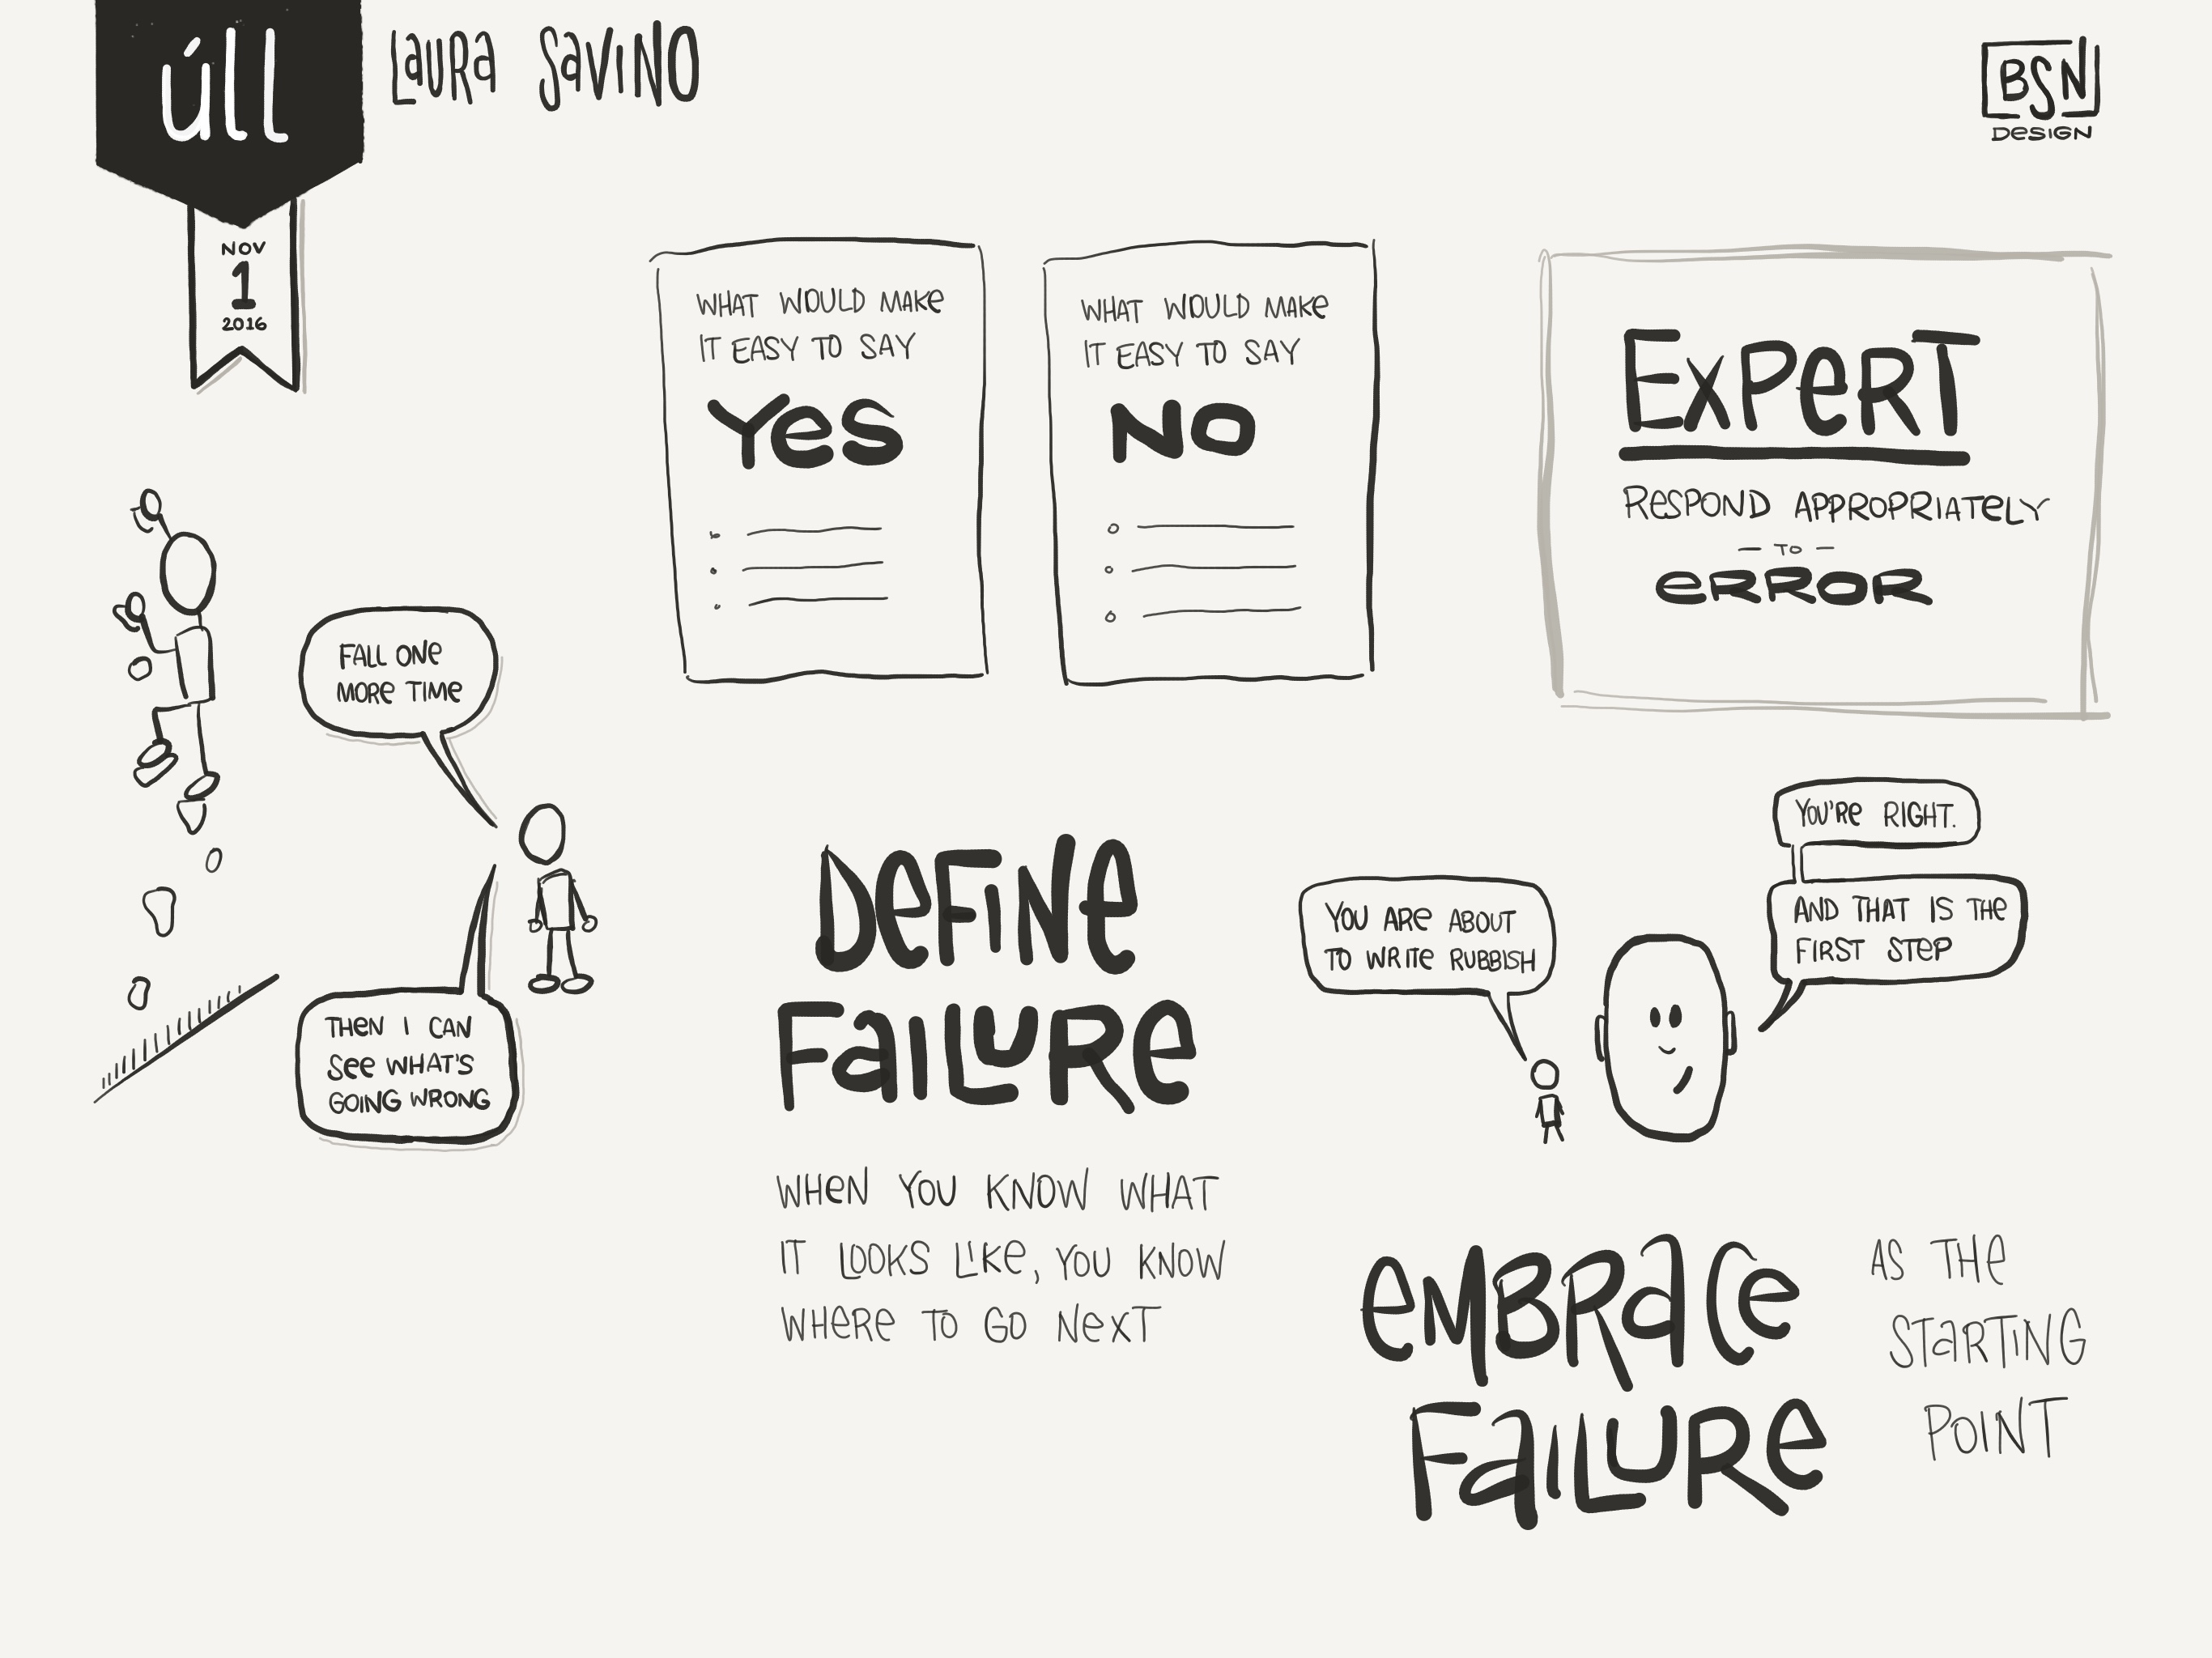 úll
LaURa SaViNO
BSN
DeSIGN
NOV
1
2016
WHAT WOULD MAKe
IT EASY TO SAY
Yes
WHAT WOULD MAKe
IT EASY TO SAY
NO
ExPeRT
ReSPOND APPROPRIATeLY
— TO —
eRROR
FALL ONe
MORe TIMe
THeN I CAN
See WHAT'S
GOING WRONG
DeFiNe
FaiLURe
WHeN YOU KNOW WHAT
IT LOOKS LiKe, YOU KNOW
WHeRe TO GO NexT
YOU ARe ABOUT
TO WRITe RUBBISH
YOU'Re RIGHT.
AND THAT IS THe
FIRST STeP
eMBRaCe
FaiLURe
AS THe
STaRTiNG
POINT